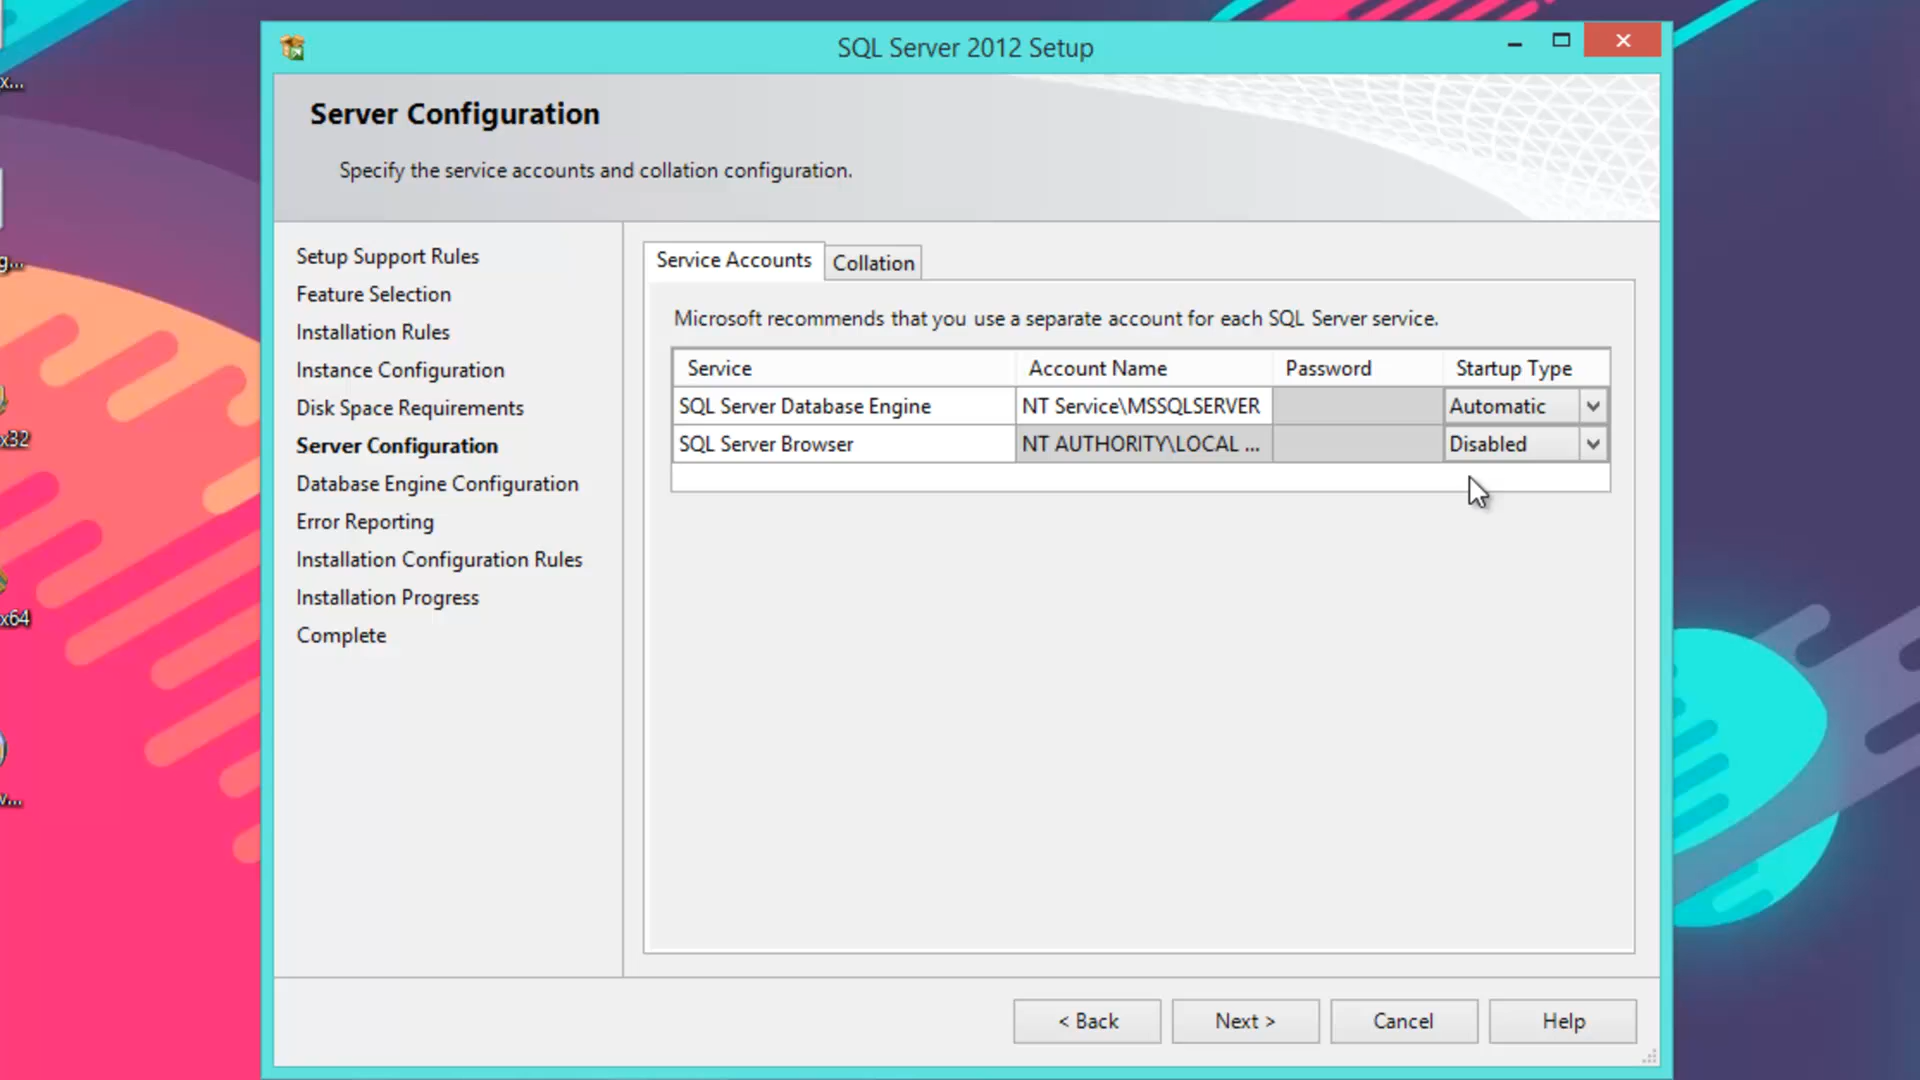 SQL Server 2012 Setup
Server Configuration
Specify the service accounts and collation configuration.
Setup Support Rules
Feature Selection
Installation Rules
Instance Configuration
Disk Space Requirements
Server Configuration
Database Engine Configuration
Error Reporting
Installation Configuration Rules
Installation Progress
Complete
Service Accounts Collation
Microsoft recommends that you use a separate account for each SQL Server service.
Service Account Name Password Startup Type
SQL Server Database Engine NT Service\MSSQLSERVER Automatic
SQL Server Browser NT AUTHORITY\LOCAL ... Disabled
< Back Next > Cancel Help
x...
g...
x32
x64